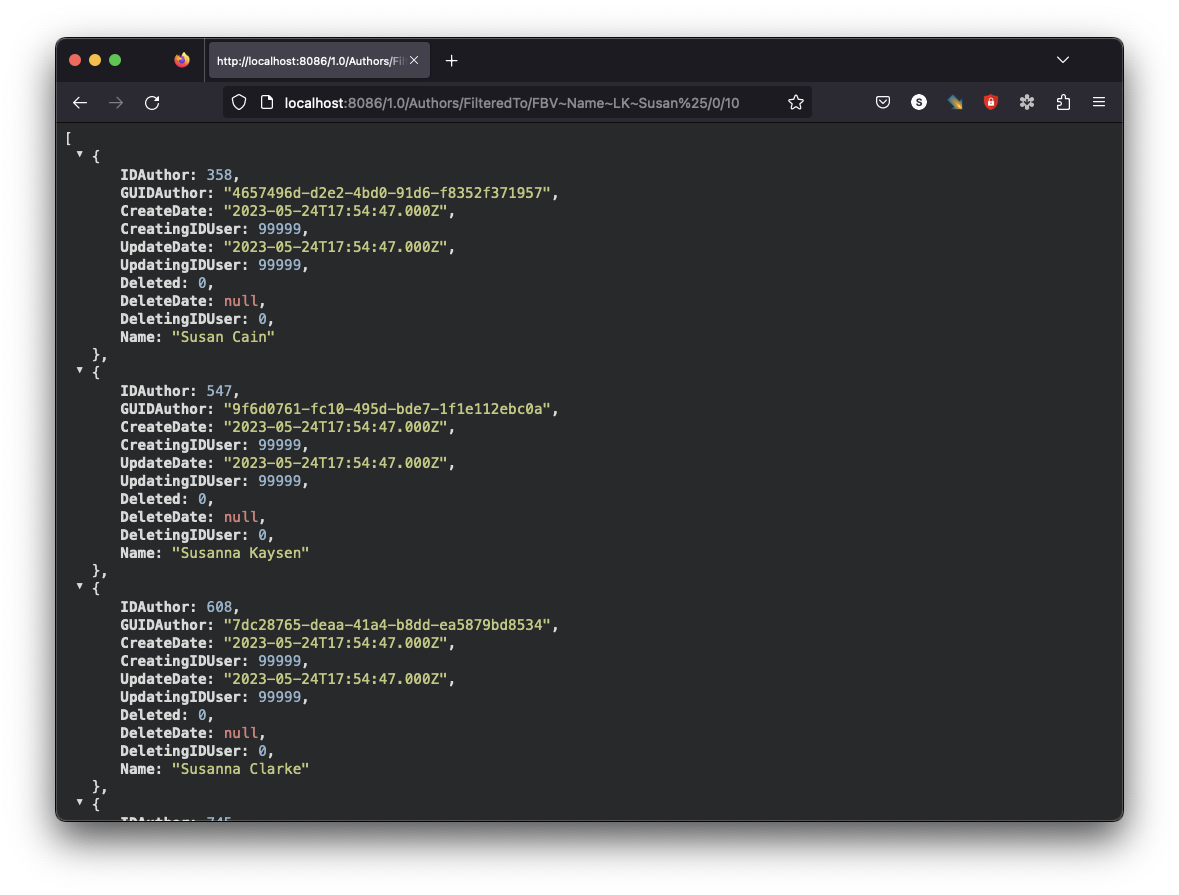 http://localhost:8086/1.0/Authors/Fil
localhost:8086/1.0/Authors/FilteredTo/FBV~Name~LK~Susan%25/0/10
S
[
{
IDAuthor: 358,
GUIDAuthor: "4657496d-d2e2-4bd0-91d6-f8352f371957",
CreateDate: "2023-05-24T17:54:47.000Z",
CreatingIDUser: 99999,
UpdateDate: "2023-05-24T17:54:47.000Z",
UpdatingIDUser: 99999,
Deleted: 0,
DeleteDate: null,
DeletingIDUser: 0,
Name: "Susan Cain"
},
{
IDAuthor: 547,
GUIDAuthor: "9f6d0761-fc10-495d-bde7-1f1e112ebc0a",
CreateDate: "2023-05-24T17:54:47.000Z",
CreatingIDUser: 99999,
UpdateDate: "2023-05-24T17:54:47.000Z",
UpdatingIDUser: 99999,
Deleted: 0,
DeleteDate: null,
DeletingIDUser: 0,
Name: "Susanna Kaysen"
},
{
IDAuthor: 608,
GUIDAuthor: "7dc28765-deaa-41a4-b8dd-ea5879bd8534",
CreateDate: "2023-05-24T17:54:47.000Z",
CreatingIDUser: 99999,
UpdateDate: "2023-05-24T17:54:47.000Z",
UpdatingIDUser: 99999,
Deleted: 0,
DeleteDate: null,
DeletingIDUser: 0,
Name: "Susanna Clarke"
},
{